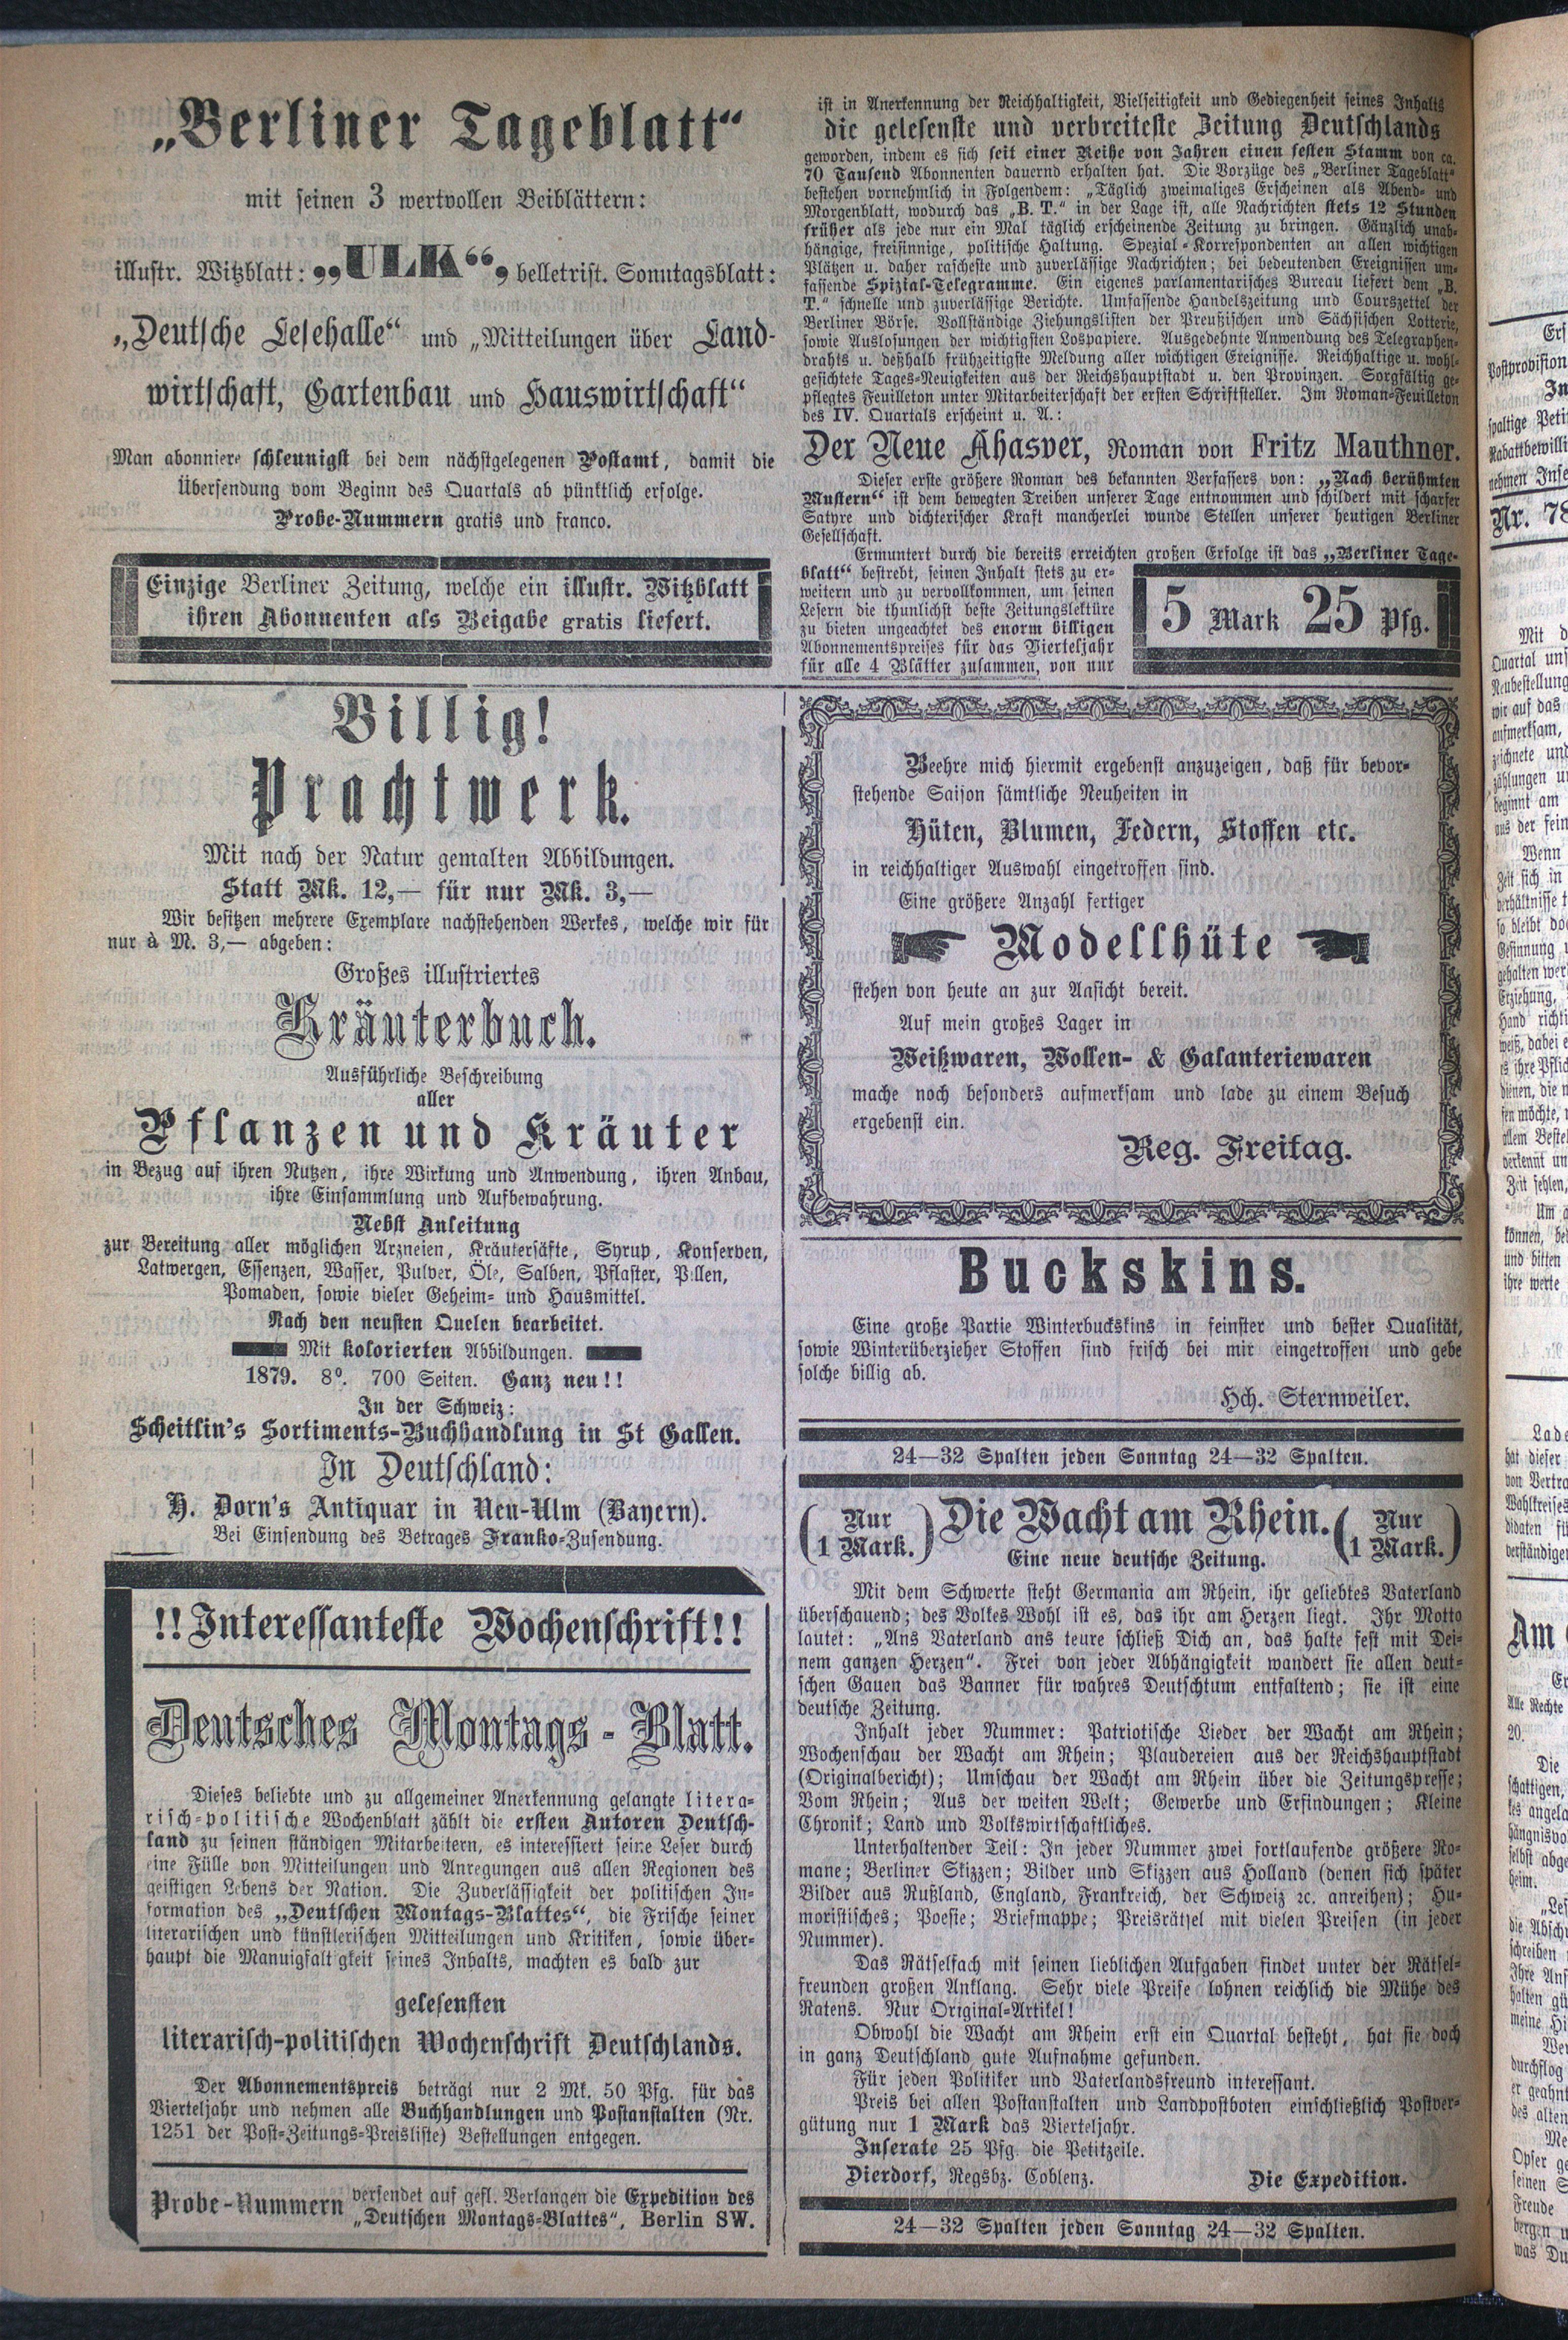 „Berliner Tageblatt“
mit seinen 3 wertvollen Beiblättern:
illustr. Witzblatt: „ULK“, belletrist. Sonntagsblatt:
„Deutsche Lesehalle“ und „Mitteilungen über Land-
wirtschaft, Gartenbau und Hauswirtschaft“
Man abonniere schleunigst bei dem nächstgelegenen Postamt, damit die
Übersendung vom Beginn des Quartals ab pünktlich erfolge.
Probe-Nummern gratis und franco.
Einzige Berliner Zeitung, welche ein illustr. Witzblatt
ihren Abonnenten als Beigabe gratis liefert.
ist in Anerkennung der Reichhaltigkeit, Vielseitigkeit und Gediegenheit seines Inhalts
die gelesenste und verbreiteste Zeitung Deutschlands
geworden, indem es sich seit einer Reihe von Jahren einen festen Stamm von ca.
70 Tausend Abonnenten dauernd erhalten hat. Die Vorzüge des „Berliner Tageblatt“
bestehen vornehmlich in Folgendem: „Täglich zweimaliges Erscheinen als Abend- und
Morgenblatt, wodurch das „B. T.“ in der Lage ist, alle Nachrichten stets 12 Stunden
früher als jede nur ein Mal täglich erscheinende Zeitung zu bringen. Gänzlich unab-
hängige, freisinnige, politische Haltung. Spezial-Korrespondenten an allen wichtigen
Plätzen u. daher rascheste und zuverlässige Nachrichten; bei bedeutenden Ereignissen um-
fassende Spizial-Telegramme. Ein eigenes parlamentarisches Bureau liefert dem „B.
T.“ schnelle und zuverlässige Berichte. Umfassende Handelszeitung und Courszettel der
Berliner Börse. Vollständige Ziehungslisten der Preußischen und Sächsischen Lotterie,
sowie Auslosungen der wichtigsten Lospapiere. Ausgedehnte Anwendung des Telegraphen-
drahts u. deßhalb frühzeitigste Meldung aller wichtigen Ereignisse. Reichhaltige u. wohl-
gesichtete Tages-Neuigkeiten aus der Reichshauptstadt u. den Provinzen. Sorgfältig ge-
pflegtes Feuilleton unter Mitarbeiterschaft der ersten Schriftsteller. Im Roman-Feuilleton
des IV. Quartals erscheint u. A.:
Der Neue Ahasver, Roman von Fritz Mauthner.
Dieser erste größere Roman des bekannten Verfassers von: „Nach berühmten
Mustern“ ist dem bewegten Treiben unserer Tage entnommen und schildert mit scharfer
Satyre und dichterischer Kraft mancherlei wunde Stellen unserer heutigen Berliner
Gesellschaft.
Ermuntert durch die bereits erreichten großen Erfolge ist das „Berliner Tage-
blatt“ bestrebt, seinen Inhalt stets zu er-
weitern und zu vervollkommen, um seinen
Lesern die thunlichst beste Zeitungslektüre
zu bieten ungeachtet des enorm billigen
Abonnementspreises für das Vierteljahr
für alle 4 Blätter zusammen, von nur
5 Mark 25 Pfg.
Billig!
Prachtwerk.
Mit nach der Natur gemalten Abbildungen.
Statt Mk. 12,— für nur Mk. 3,—
Wir besitzen mehrere Exemplare nachstehenden Werkes, welche wir für
nur à M. 3,— abgeben:
Großes illustriertes
Kräuterbuch.
Ausführliche Beschreibung
aller
Pflanzen und Kräuter
in Bezug auf ihren Nutzen, ihre Wirkung und Anwendung, ihren Anbau,
ihre Einsammlung und Aufbewahrung.
Nebst Anleitung
zur Bereitung aller möglichen Arzneien, Kräutersäfte, Syrup, Konserven,
Latwergen, Essenzen, Wasser, Pulver, Öle, Salben, Pflaster, Pillen,
Pomaden, sowie vieler Geheim- und Hausmittel.
Nach den neusten Quelen bearbeitet.
Mit kolorierten Abbildungen.
1879. 8º. 700 Seiten. Ganz neu!!
In der Schweiz:
Scheitlin's Sortiments-Buchhandlung in St Gallen.
In Deutschland:
H. Dorn's Antiquar in Neu-Ulm (Bayern).
Bei Einsendung des Betrages Franko-Zusendung.
!!Interessanteste Wochenschrift!!
Deutsches Montags-Blatt.
Dieses beliebte und zu allgemeiner Anerkennung gelangte litera-
risch-politische Wochenblatt zählt die ersten Autoren Deutsch-
land zu seinen ständigen Mitarbeitern, es interessiert seine Leser durch
eine Fülle von Mitteilungen und Anregungen aus allen Regionen des
geistigen Lebens der Nation. Die Zuverlässigkeit der politischen In-
formation des „Deutschen Montags-Blattes“, die Frische seiner
literarischen und künstlerischen Mitteilungen und Kritiken, sowie über-
haupt die Manuigfalt gkeit seines Inhalts, machten es bald zur
gelesensten
literarisch-politischen Wochenschrift Deutschlands.
Der Abonnementspreis beträgt nur 2 Mk. 50 Pfg. für das
Vierteljahr und nehmen alle Buchhandlungen und Postanstalten (Nr.
1251 der Post-Zeitungs-Preisliste) Bestellungen entgegen.
Probe-Nummern versendet auf gefl. Verlangen die Expedition des
„Deutschen Montags-Blattes“, Berlin SW.
Beehre mich hiermit ergebenst anzuzeigen, daß für bevor-
stehende Saison sämtliche Neuheiten in
Hüten, Blumen, Federn, Stoffen etc.
in reichhaltiger Auswahl eingetroffen sind.
Eine größere Anzahl fertiger
Modellhüte
stehen von heute an zur Aasicht bereit.
Auf mein großes Lager in
Weißwaren, Wollen- & Galanteriewaren
mache noch besonders aufmerksam und lade zu einem Besuch
ergebenst ein.
Reg. Freitag.
Buckskins.
Eine große Partie Winterbuckskins in feinster und bester Qualität,
sowie Winterüberzieher Stoffen sind frisch bei mir eingetroffen und gebe
solche billig ab.
Hch. Sternweiler.
24—32 Spalten jeden Sonntag 24—32 Spalten.
(Nur 1 Mark.) Die Wacht am Rhein. (Nur 1 Mark.)
Eine neue deutsche Zeitung.
Mit dem Schwerte steht Germania am Rhein, ihr geliebtes Vaterland
überschauend; des Volkes Wohl ist es, das ihr am Herzen liegt. Ihr Motto
lautet: „Ans Vaterland ans teure schließ Dich an, das halte fest mit Dei-
nem ganzen Herzen“. Frei von jeder Abhängigkeit wandert sie allen deut-
schen Gauen das Banner für wahres Deutschtum entfaltend; sie ist eine
deutsche Zeitung.
Inhalt jeder Nummer: Patriotische Lieder der Wacht am Rhein;
Wochenschau der Wacht am Rhein; Plaudereien aus der Reichshauptstadt
(Originalbericht); Umschau der Wacht am Rhein über die Zeitungspresse;
Vom Rhein; Aus der weiten Welt; Gewerbe und Erfindungen; Kleine
Chronik; Land und Volkswirtschaftliches.
Unterhaltender Teil: In jeder Nummer zwei fortlaufende größere Ro-
mane; Berliner Skizzen; Bilder und Skizzen aus Holland (denen sich später
Bilder aus Rußland, England, Frankreich, der Schweiz ꝛc. anreihen); Hu-
moristisches; Poesie; Briefmappe; Preisrätsel mit vielen Preisen (in jeder
Nummer).
Das Rätselfach mit seinen lieblichen Aufgaben findet unter der Rätsel-
freunden großen Anklang. Sehr viele Preise lohnen reichlich die Mühe des
Ratens. Nur Original-Artikel!
Obwohl die Wacht am Rhein erst ein Quartal besteht, hat sie doch
in ganz Deutschland gute Aufnahme gefunden.
Für jeden Politiker und Vaterlandsfreund interessant.
Preis bei allen Postanstalten und Landpostboten einschließlich Postver-
gütung nur 1 Mark das Vierteljahr.
Inserate 25 Pfg. die Petitzeile.
Dierdorf, Regsbz. Coblenz. Die Expedition.
24—32 Spalten jeden Sonntag 24—32 Spalten.